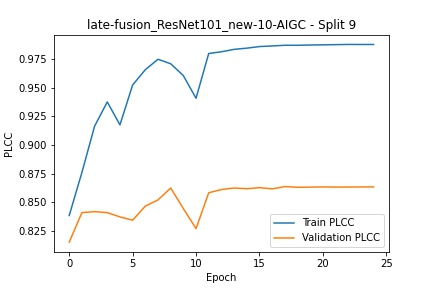 late-fusion_ResNet101_new-10-AIGC - Split 9
PLCC
0.975
0.950
0.925
0.900
0.875
0.850
0.825
Train PLCC
Validation PLCC
0 5 10 15 20 25
Epoch